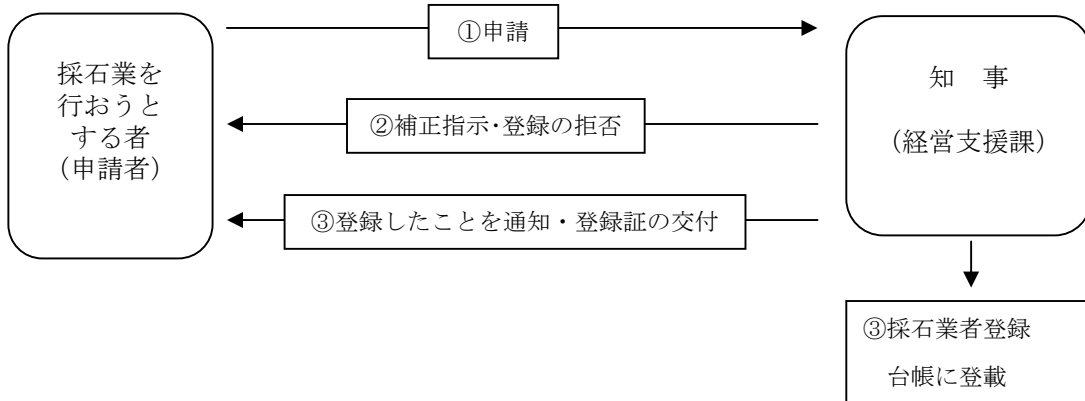 ①申請
採石業を
行おうと
する者
(申請者)
知　事
(経営支援課)
②補正指示・登録の拒否
③登録したことを通知・登録証の交付
③採石業者登録
台帳に登載